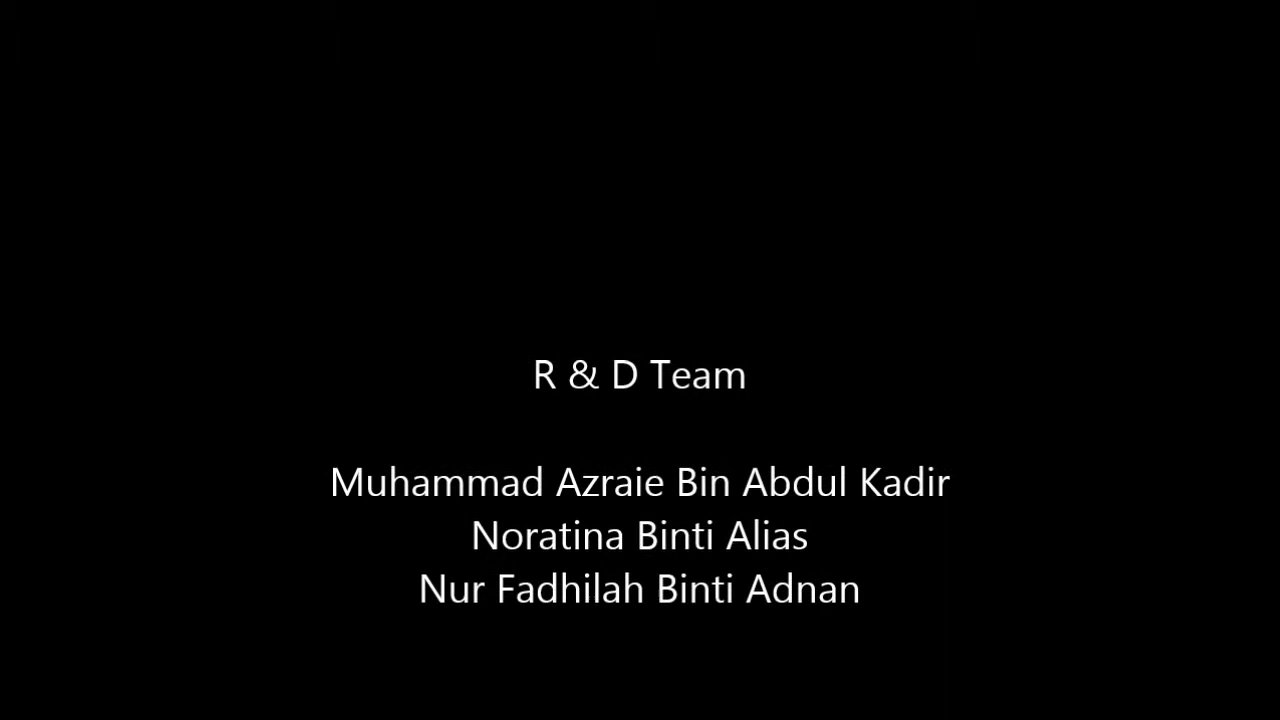 R & D Team
Muhammad Azraie Bin Abdul Kadir
Noratina Binti Alias
Nur Fadhilah Binti Adnan